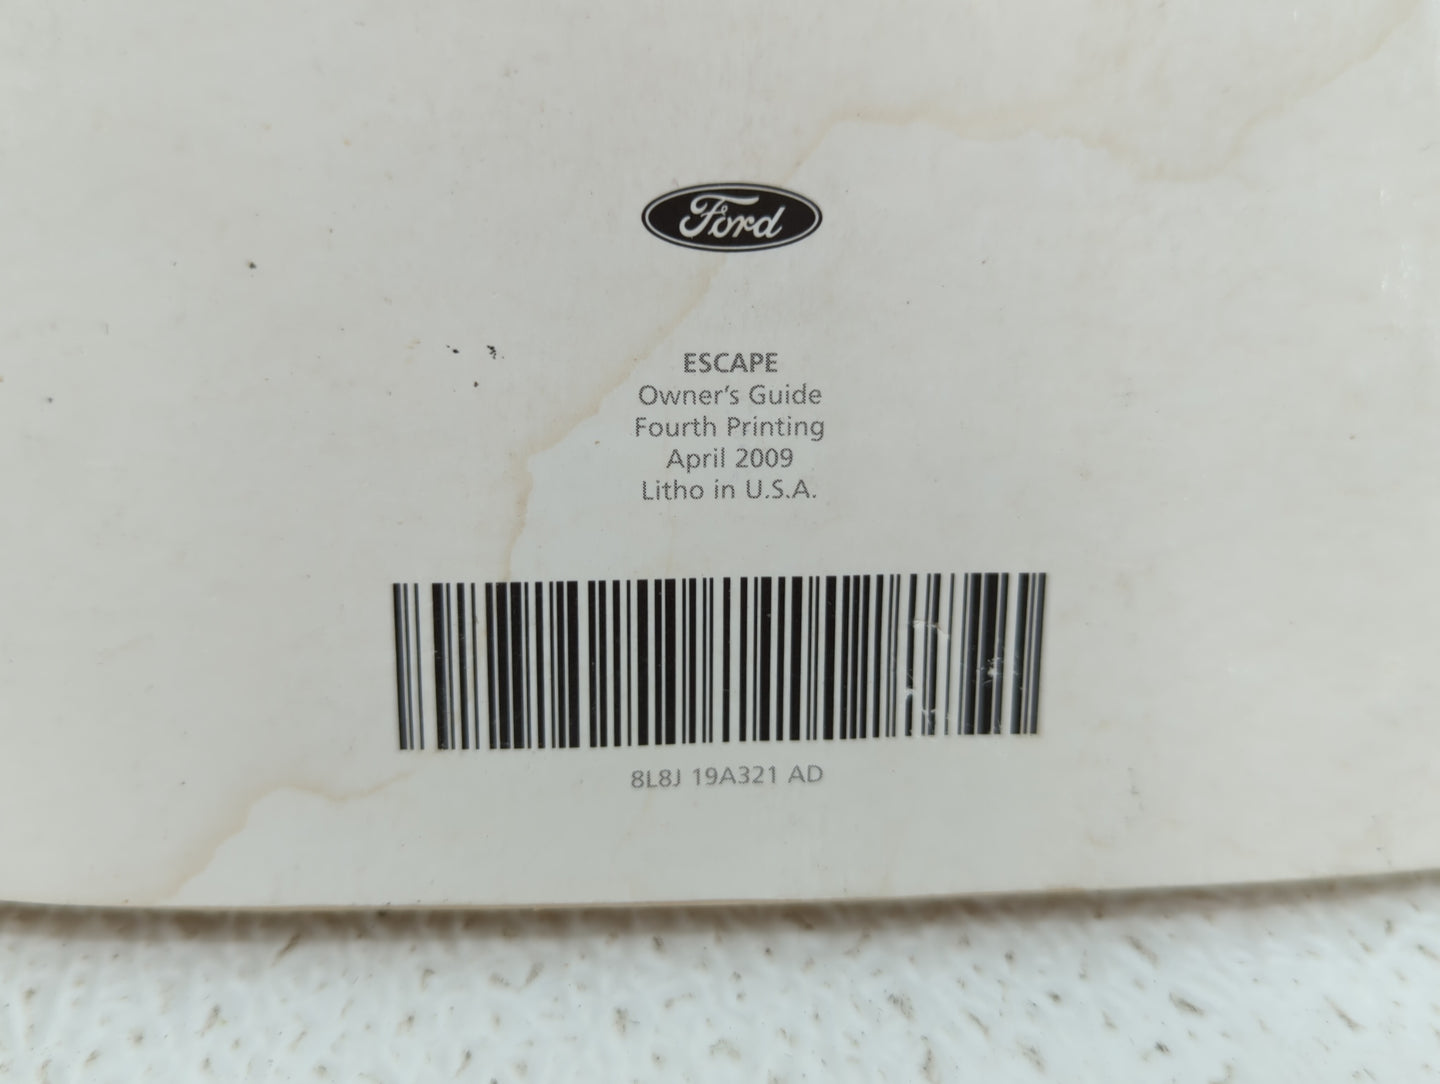 Ford
ESCAPE
Owner's Guide
Fourth Printing
April 2009
Litho in U.S.A.
8L8J 19A321 AD